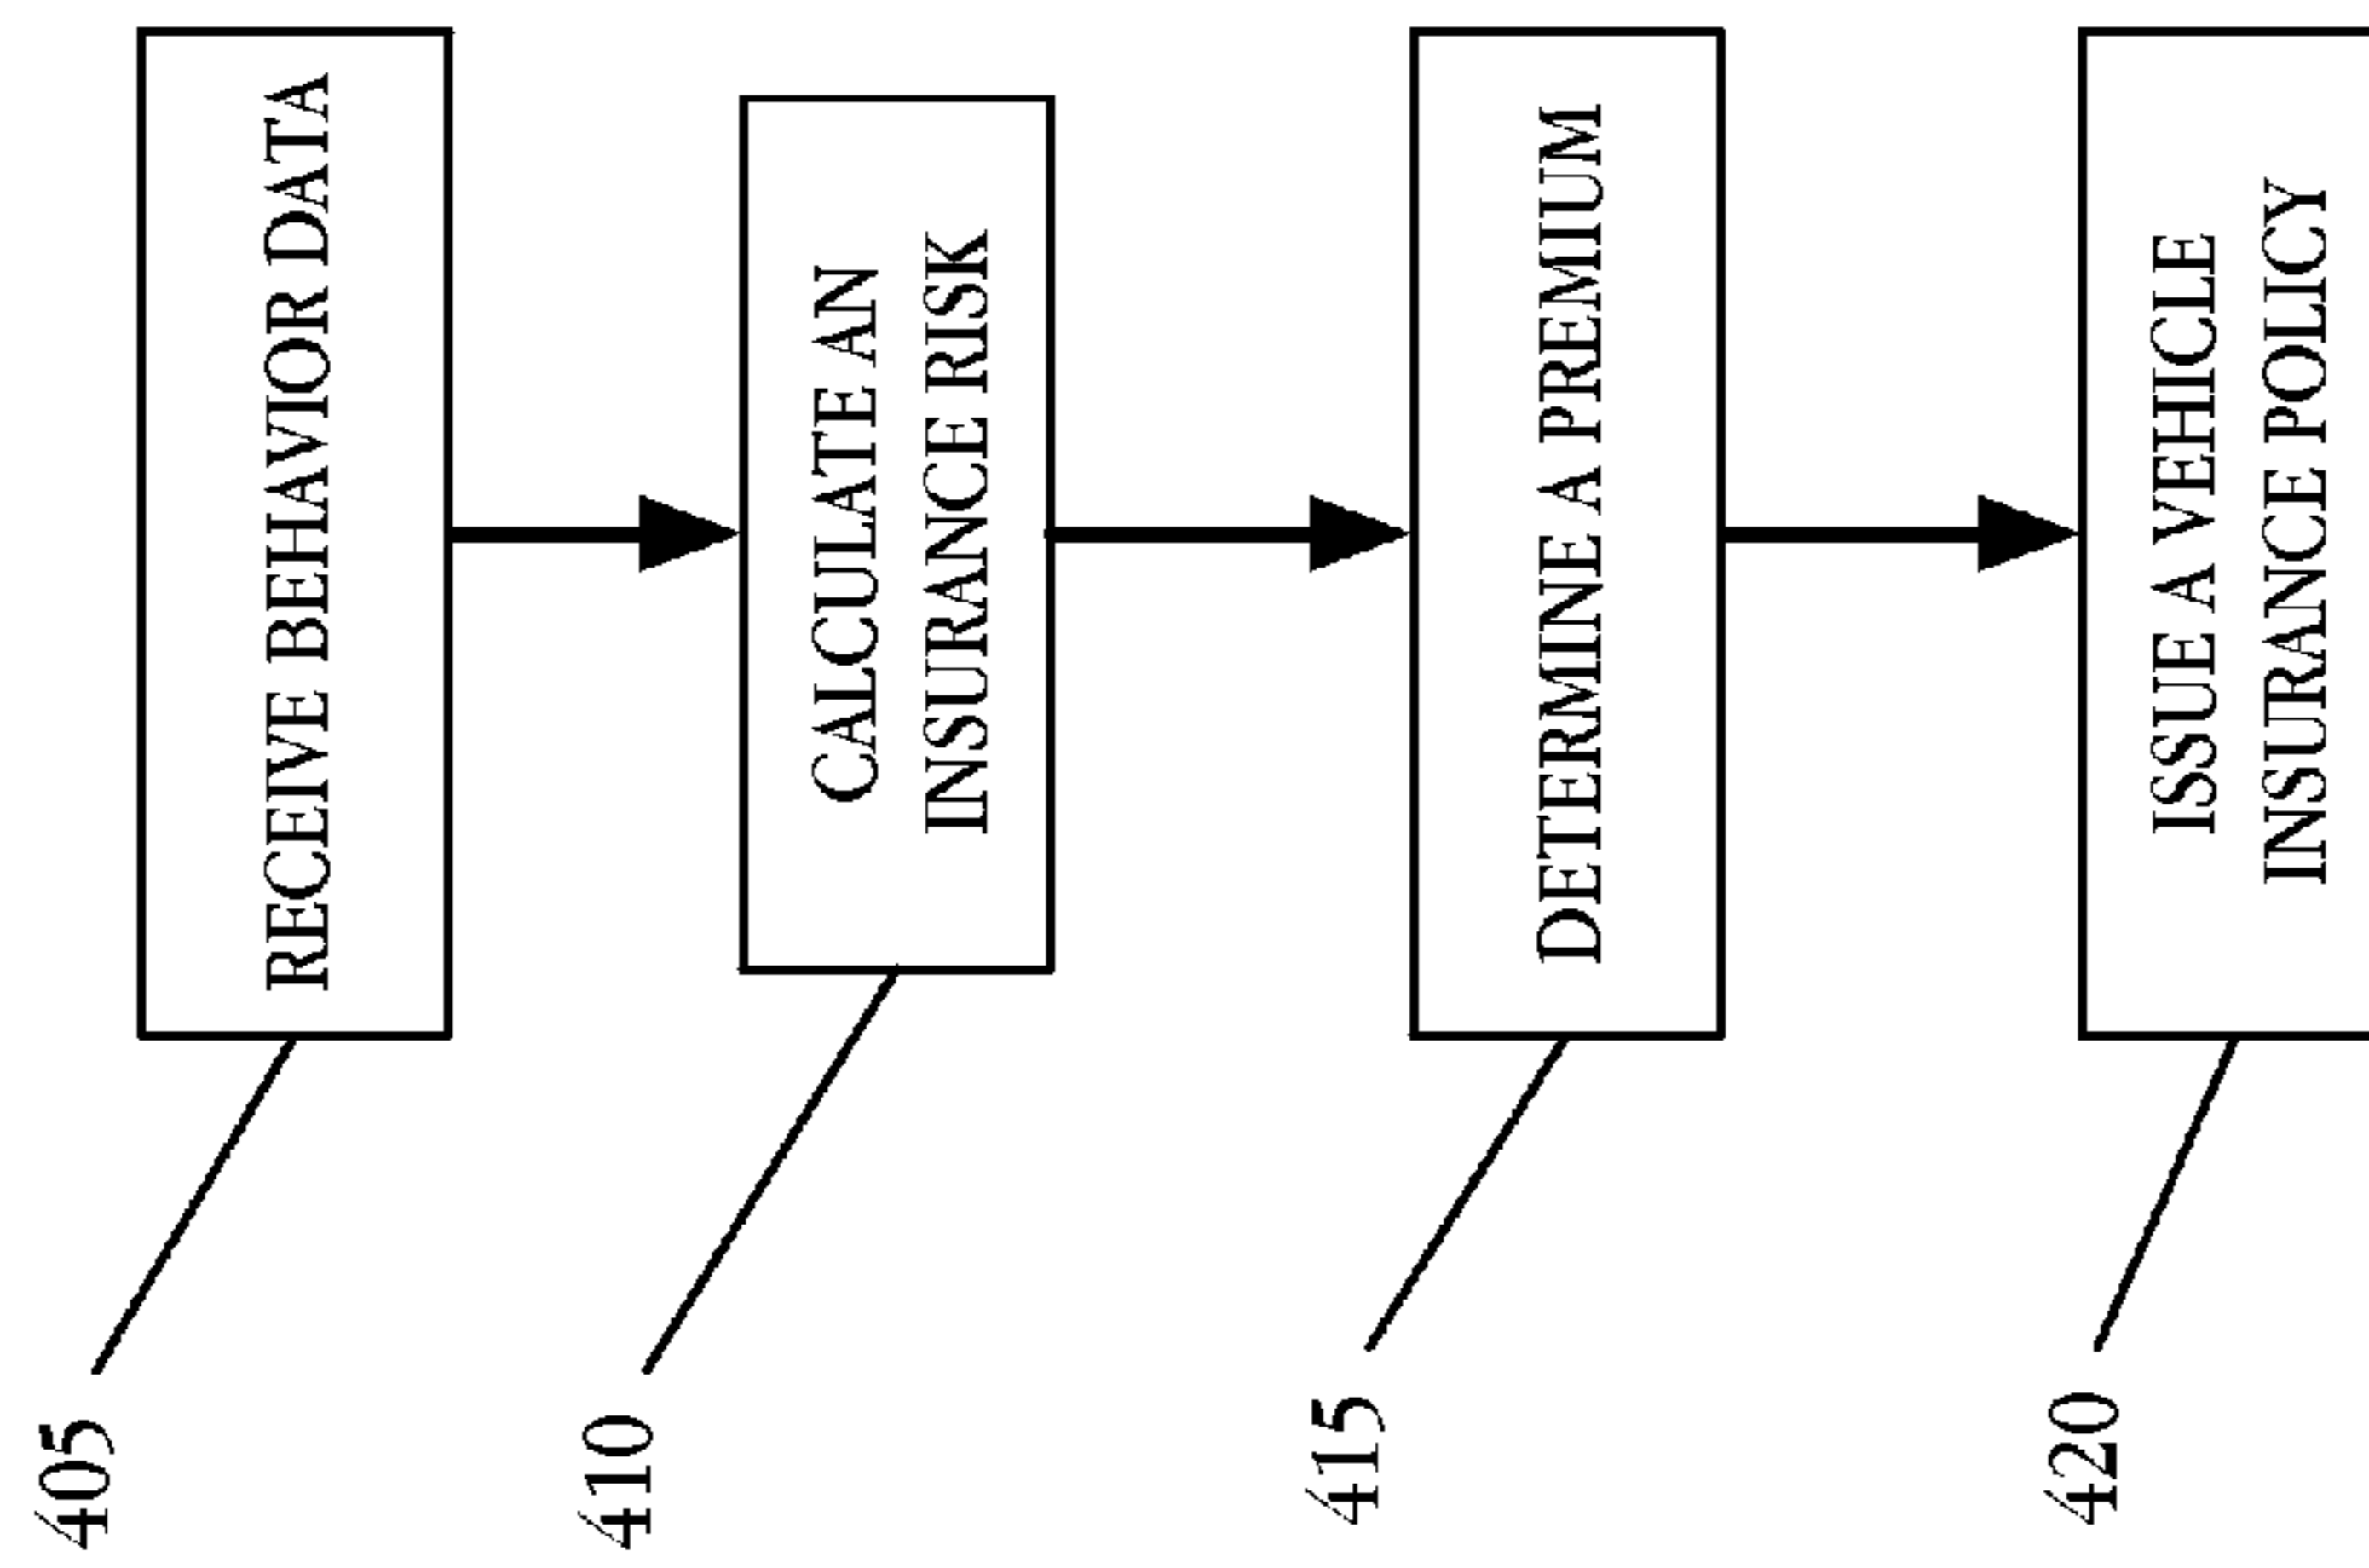 405
RECEIVE BEHAVIOR DATA
410
CALCULATE AN
INSURANCE RISK
415
DETERMINE A PREMIUM
420
ISSUE A VEHICLE
INSURANCE POLICY